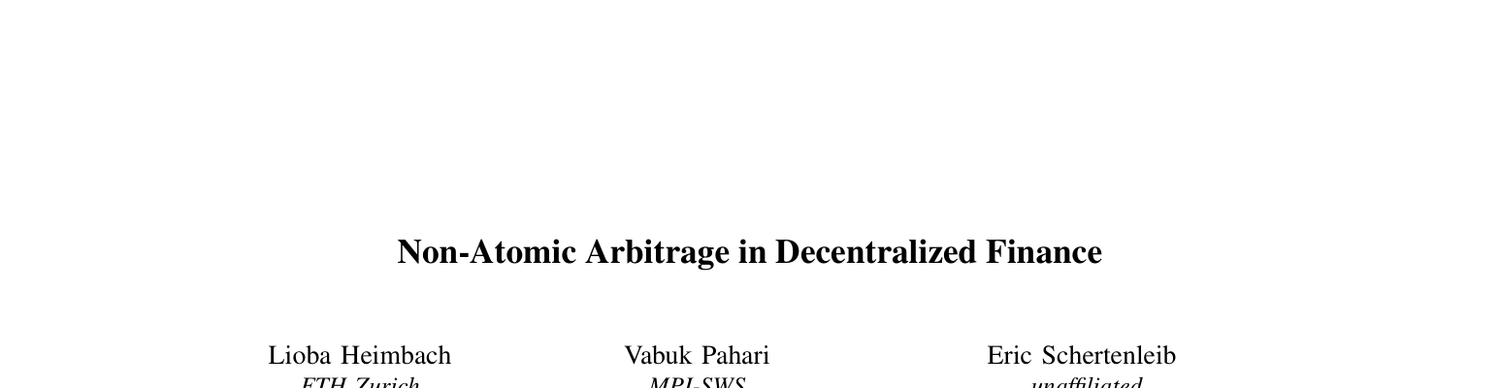 Non-Atomic Arbitrage in Decentralized Finance
Lioba Heimbach Vabuk Pahari Eric Schertenleib
ETH Zurich MPI-SWS unaffiliated